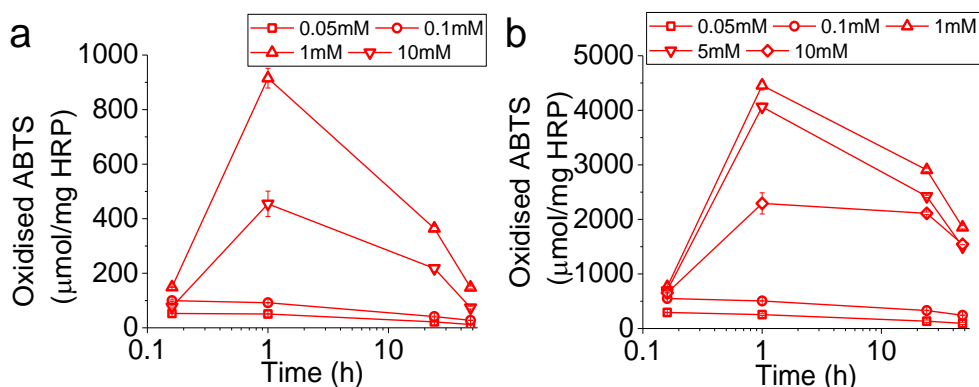 a
0.05mM 0.1mM
1mM 10mM
Oxidised ABTS
(μmol/mg HRP)
1000
800
600
400
200
0
0.1 1 10
Time (h)
b
0.05mM 0.1mM 1mM
5mM 10mM
Oxidised ABTS
(μmol/mg HRP)
5000
4000
3000
2000
1000
0
0.1 1 10
Time (h)